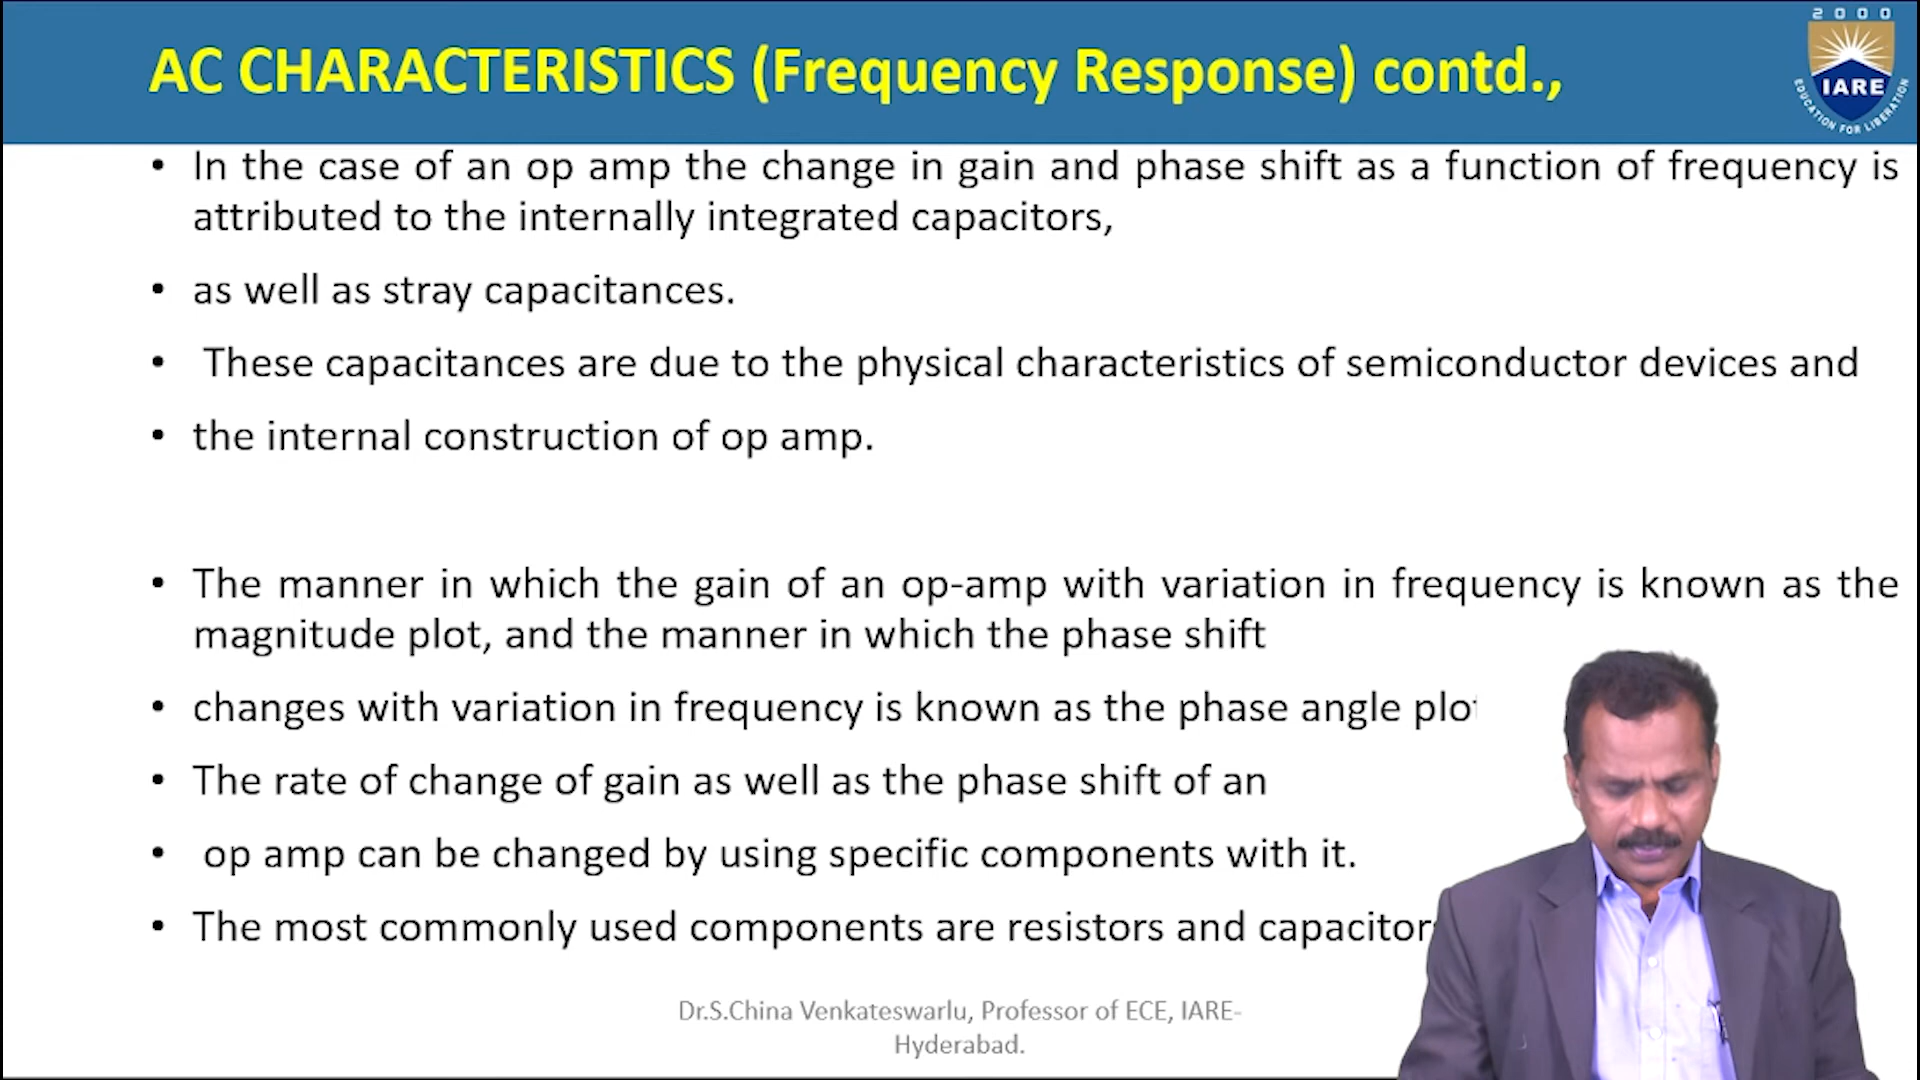 AC CHARACTERISTICS (Frequency Response) contd.,
2 0 0 0
IARE
EDUCATION FOR LIBERATION
• In the case of an op amp the change in gain and phase shift as a function of frequency is
attributed to the internally integrated capacitors,
• as well as stray capacitances.
• These capacitances are due to the physical characteristics of semiconductor devices and
• the internal construction of op amp.
• The manner in which the gain of an op-amp with variation in frequency is known as the
magnitude plot, and the manner in which the phase shift
• changes with variation in frequency is known as the phase angle plot
• The rate of change of gain as well as the phase shift of an
• op amp can be changed by using specific components with it.
• The most commonly used components are resistors and capacitors
Dr.S.China Venkateswarlu, Professor of ECE, IARE-
Hyderabad.